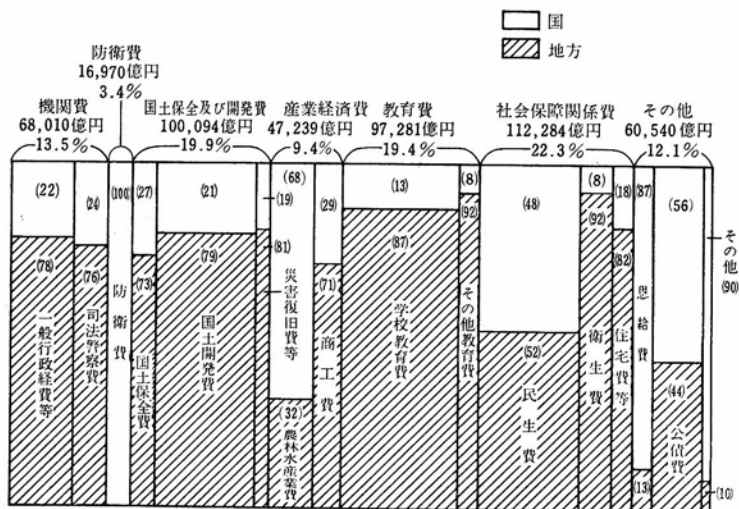 国
地方
防衛費
16,970億円
3.4%
機関費
68,010億円
13.5%
国土保全及び開発費
100,094億円
19.9%
産業経済費
47,239億円
9.4%
教育費
97,281億円
19.4%
社会保障関係費
112,284億円
22.3%
その他
60,540億円
12.1%
(22)
(78)
一般行政経費等
(24)
(76)
司法警察費
(100)
防衛費
(27)
(73)
国土保全費
(21)
(79)
国土開発費
(19)
(81)
災害復旧費等
(68)
(32)
農林水産業費
(29)
(71)
商工費
(13)
(87)
学校教育費
(8)
(92)
その他教育費
(48)
(52)
民生費
(8)
(92)
衛生費
(18)
(82)
住宅費等
(87)
恩給費
(13)
(56)
(44)
公債費
その他
(90)
(10)